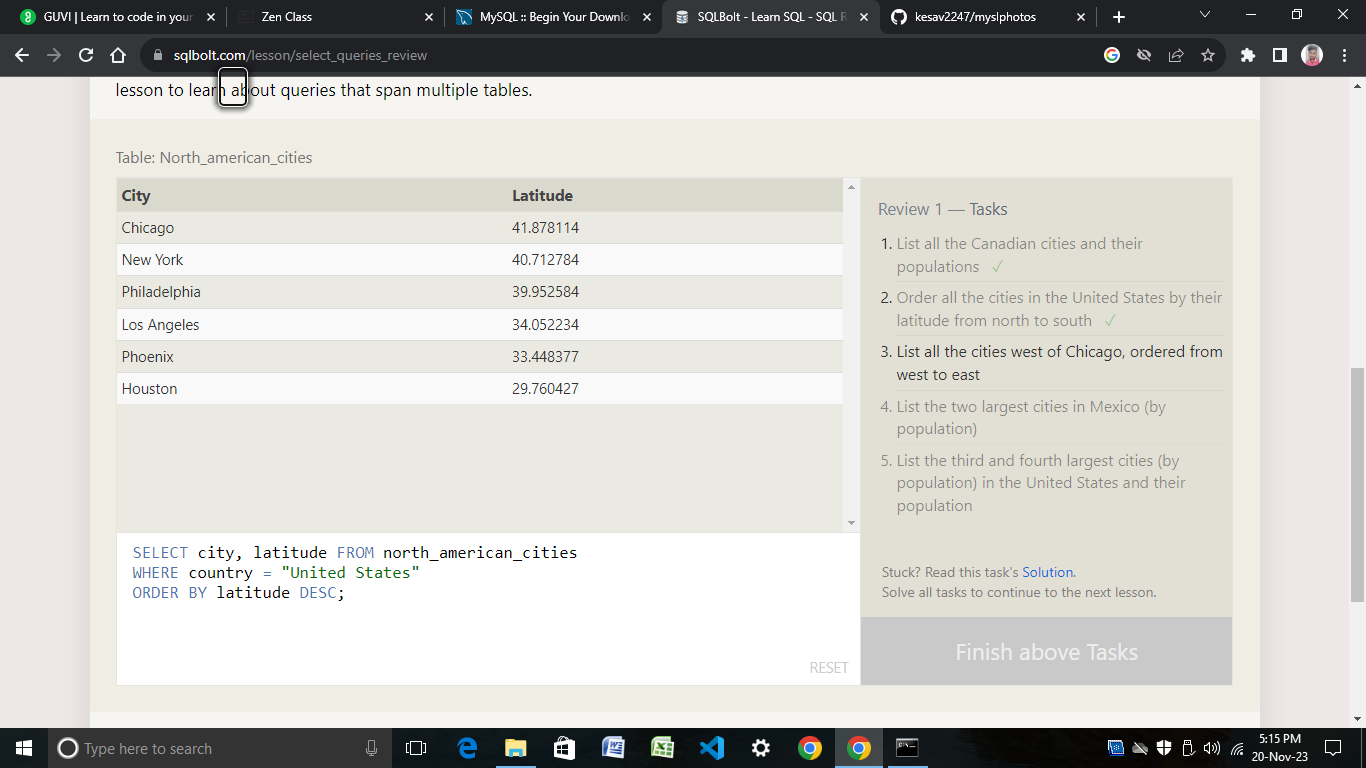 GUVI | Learn to code in your
Zen Class
MySQL :: Begin Your Downlo
SQLBolt - Learn SQL - SQL R
kesav2247/myslphotos
sqlbolt.com/lesson/select_queries_review
lesson to learn about queries that span multiple tables.
Table: North_american_cities
City Latitude
Chicago 41.878114
New York 40.712784
Philadelphia 39.952584
Los Angeles 34.052234
Phoenix 33.448377
Houston 29.760427
SELECT city, latitude FROM north_american_cities
WHERE country = "United States"
ORDER BY latitude DESC;
RESET
Review 1 — Tasks
1. List all the Canadian cities and their
populations ✓
2. Order all the cities in the United States by their
latitude from north to south ✓
3. List all the cities west of Chicago, ordered from
west to east
4. List the two largest cities in Mexico (by
population)
5. List the third and fourth largest cities (by
population) in the United States and their
population
Stuck? Read this task's Solution.
Solve all tasks to continue to the next lesson.
Finish above Tasks
Type here to search
5:15 PM
20-Nov-23